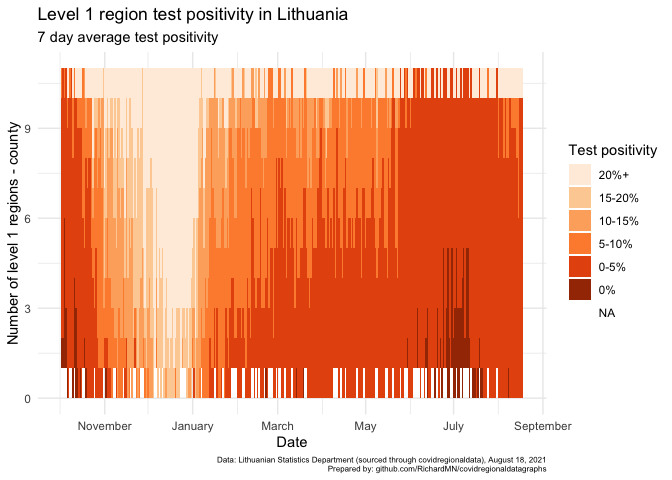 Level 1 region test positivity in Lithuania
7 day average test positivity
Number of level 1 regions - county
9
6
3
0
November
January
March
May
July
September
Date
Test positivity
20%+
15-20%
10-15%
5-10%
0-5%
0%
NA
Data: Lithuanian Statistics Department (sourced through covidregionaldata), August 18, 2021
Prepared by: github.com/RichardMN/covidregionaldatagraphs